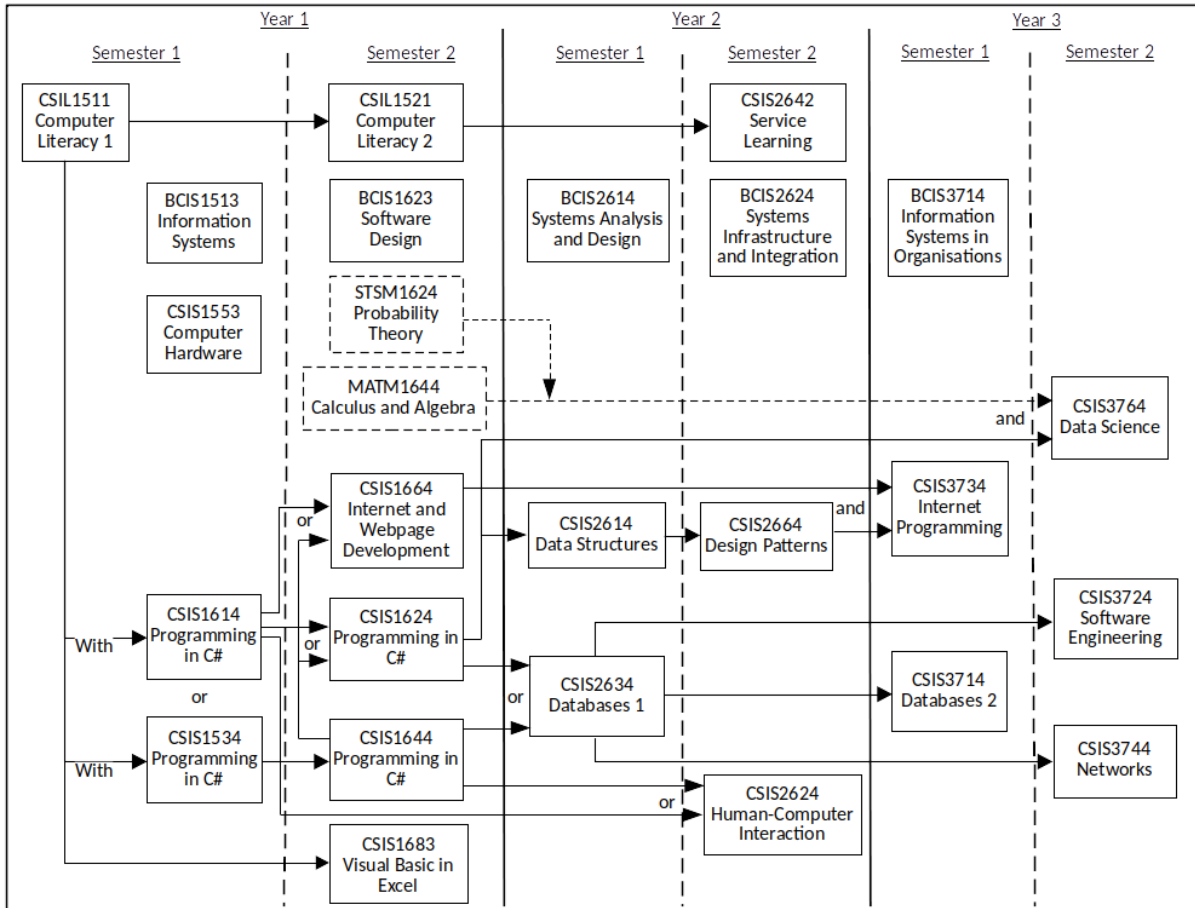 Year 1
Year 2
Year 3
Semester 1
Semester 2
Semester 1
Semester 2
Semester 1
Semester 2
CSIL1511
Computer
Literacy 1
CSIL1521
Computer
Literacy 2
CSIS2642
Service
Learning
BCIS1513
Information
Systems
BCIS1623
Software
Design
BCIS2614
Systems Analysis
and Design
BCIS2624
Systems
Infrastructure
and Integration
BCIS3714
Information
Systems in
Organisations
CSIS1553
Computer
Hardware
STSM1624
Probability
Theory
MATM1644
Calculus and Algebra
and
CSIS3764
Data Science
CSIS1664
Internet and
Webpage
Development
or
CSIS2614
Data Structures
CSIS2664
Design Patterns
and
CSIS3734
Internet
Programming
With
CSIS1614
Programming
in C#
or
CSIS1624
Programming
in C#
CSIS3724
Software
Engineering
or
or
CSIS2634
Databases 1
CSIS3714
Databases 2
With
CSIS1534
Programming
in C#
CSIS1644
Programming
in C#
CSIS3744
Networks
or
CSIS2624
Human-Computer
Interaction
CSIS1683
Visual Basic in
Excel